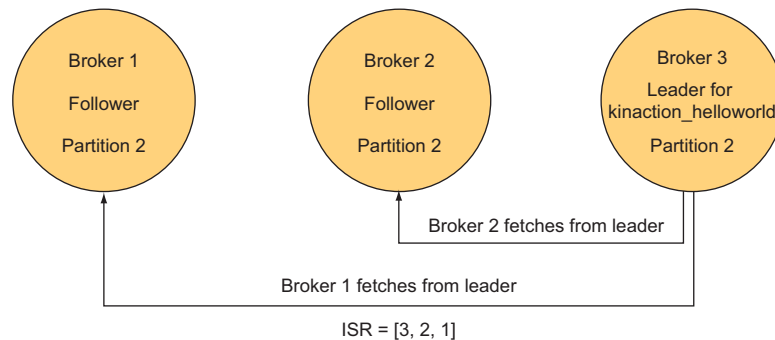 Broker 1
Follower
Partition 2
Broker 2
Follower
Partition 2
Broker 3
Leader for
kinaction_helloworld
Partition 2
Broker 2 fetches from leader
Broker 1 fetches from leader
ISR = [3, 2, 1]